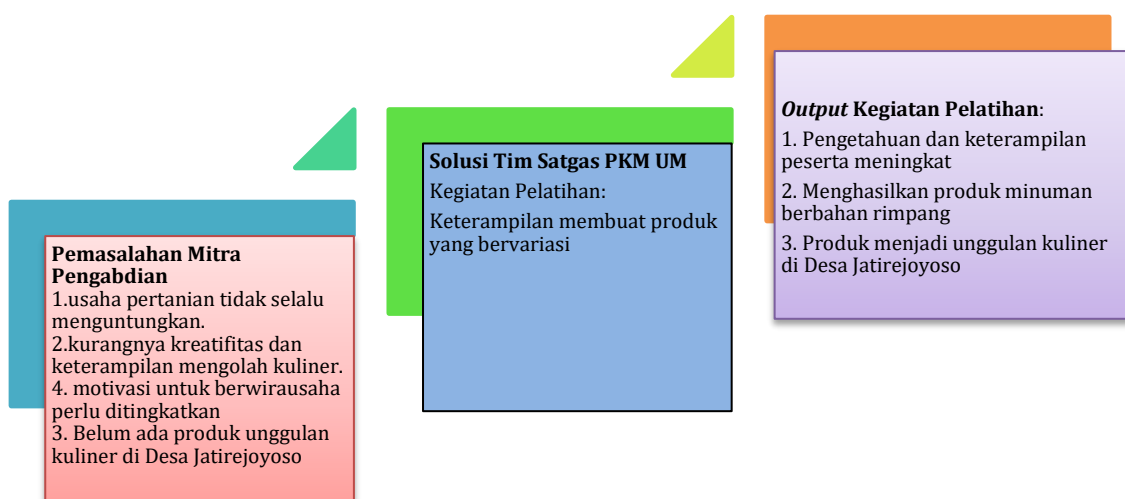 Pemasalahan Mitra
Pengabdian
1.usaha pertanian tidak selalu
menguntungkan.
2.kurangnya kreatifitas dan
keterampilan mengolah kuliner.
4. motivasi untuk berwirausaha
perlu ditingkatkan
3. Belum ada produk unggulan
kuliner di Desa Jatirejoyoso
Solusi Tim Satgas PKM UM
Kegiatan Pelatihan:
Keterampilan membuat produk
yang bervariasi
Output Kegiatan Pelatihan:
1. Pengetahuan dan keterampilan
peserta meningkat
2. Menghasilkan produk minuman
berbahan rimpang
3. Produk menjadi unggulan kuliner
di Desa Jatirejoyoso